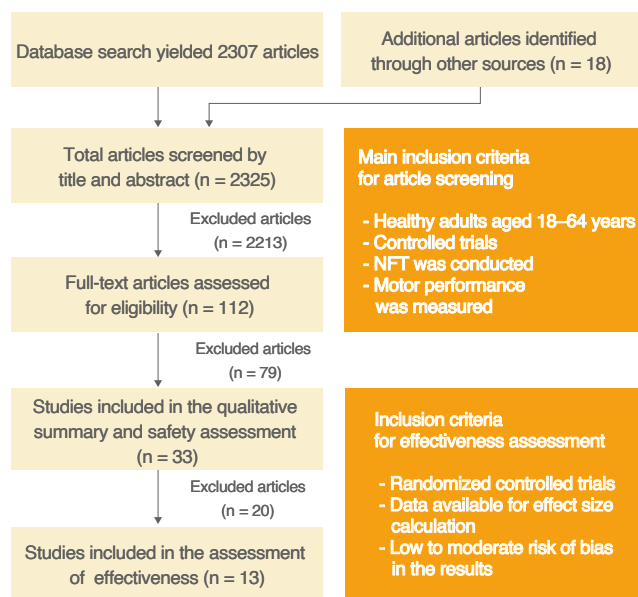 Database search yielded 2307 articles
Additional articles identified
through other sources (n = 18)
Total articles screened by
title and abstract (n = 2325)
Main inclusion criteria
for article screening
- Healthy adults aged 18–64 years
- Controlled trials
- NFT was conducted
- Motor performance
was measured
Excluded articles
(n = 2213)
Full-text articles assessed
for eligibility (n = 112)
Excluded articles
(n = 79)
Studies included in the qualitative
summary and safety assessment
(n = 33)
Inclusion criteria
for effectiveness assessment
- Randomized controlled trials
- Data available for effect size
calculation
- Low to moderate risk of bias
in the results
Excluded articles
(n = 20)
Studies included in the assessment
of effectiveness (n = 13)